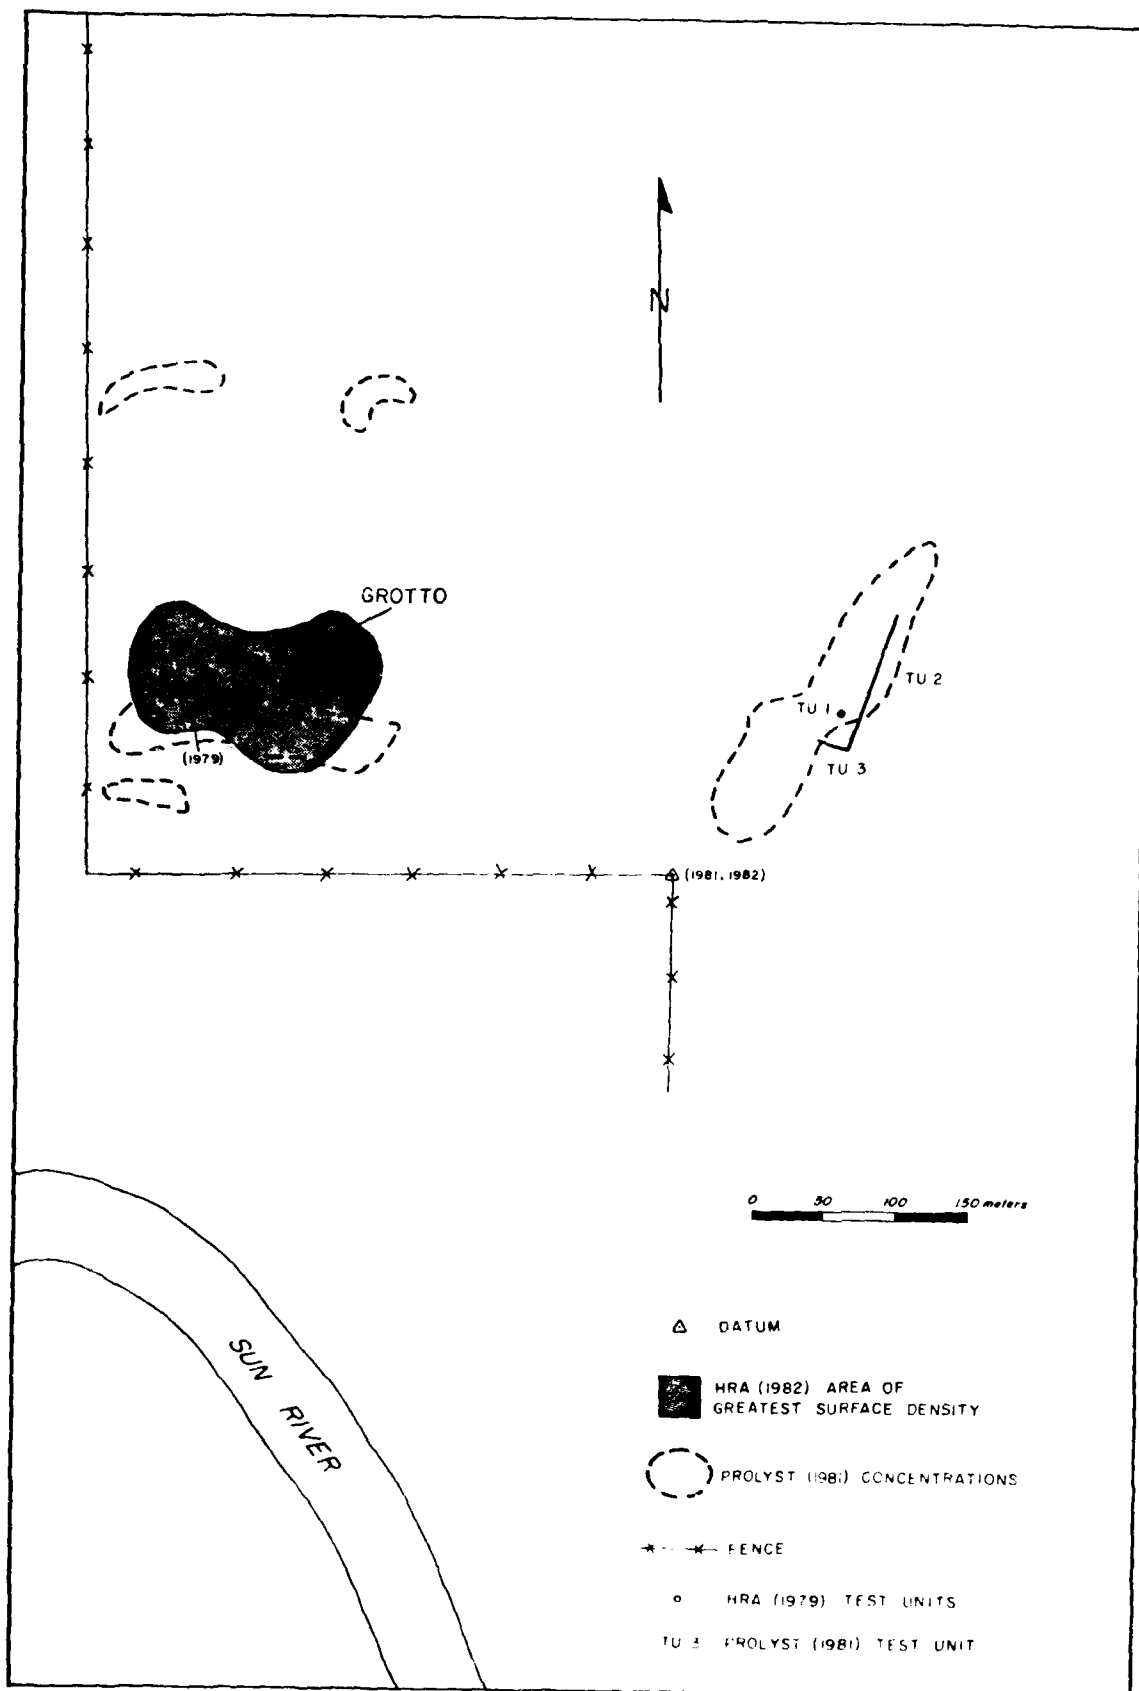 N
GROTTO
(1979)
TU 1
TU 2
TU 3
(1981, 1982)
0 50 100 150 meters
DATUM
HRA (1982) AREA OF
GREATEST SURFACE DENSITY
PROLYST (1981) CONCENTRATIONS
FENCE
HRA (1979) TEST UNITS
TU 3 PROLYST (1981) TEST UNIT
SUN RIVER